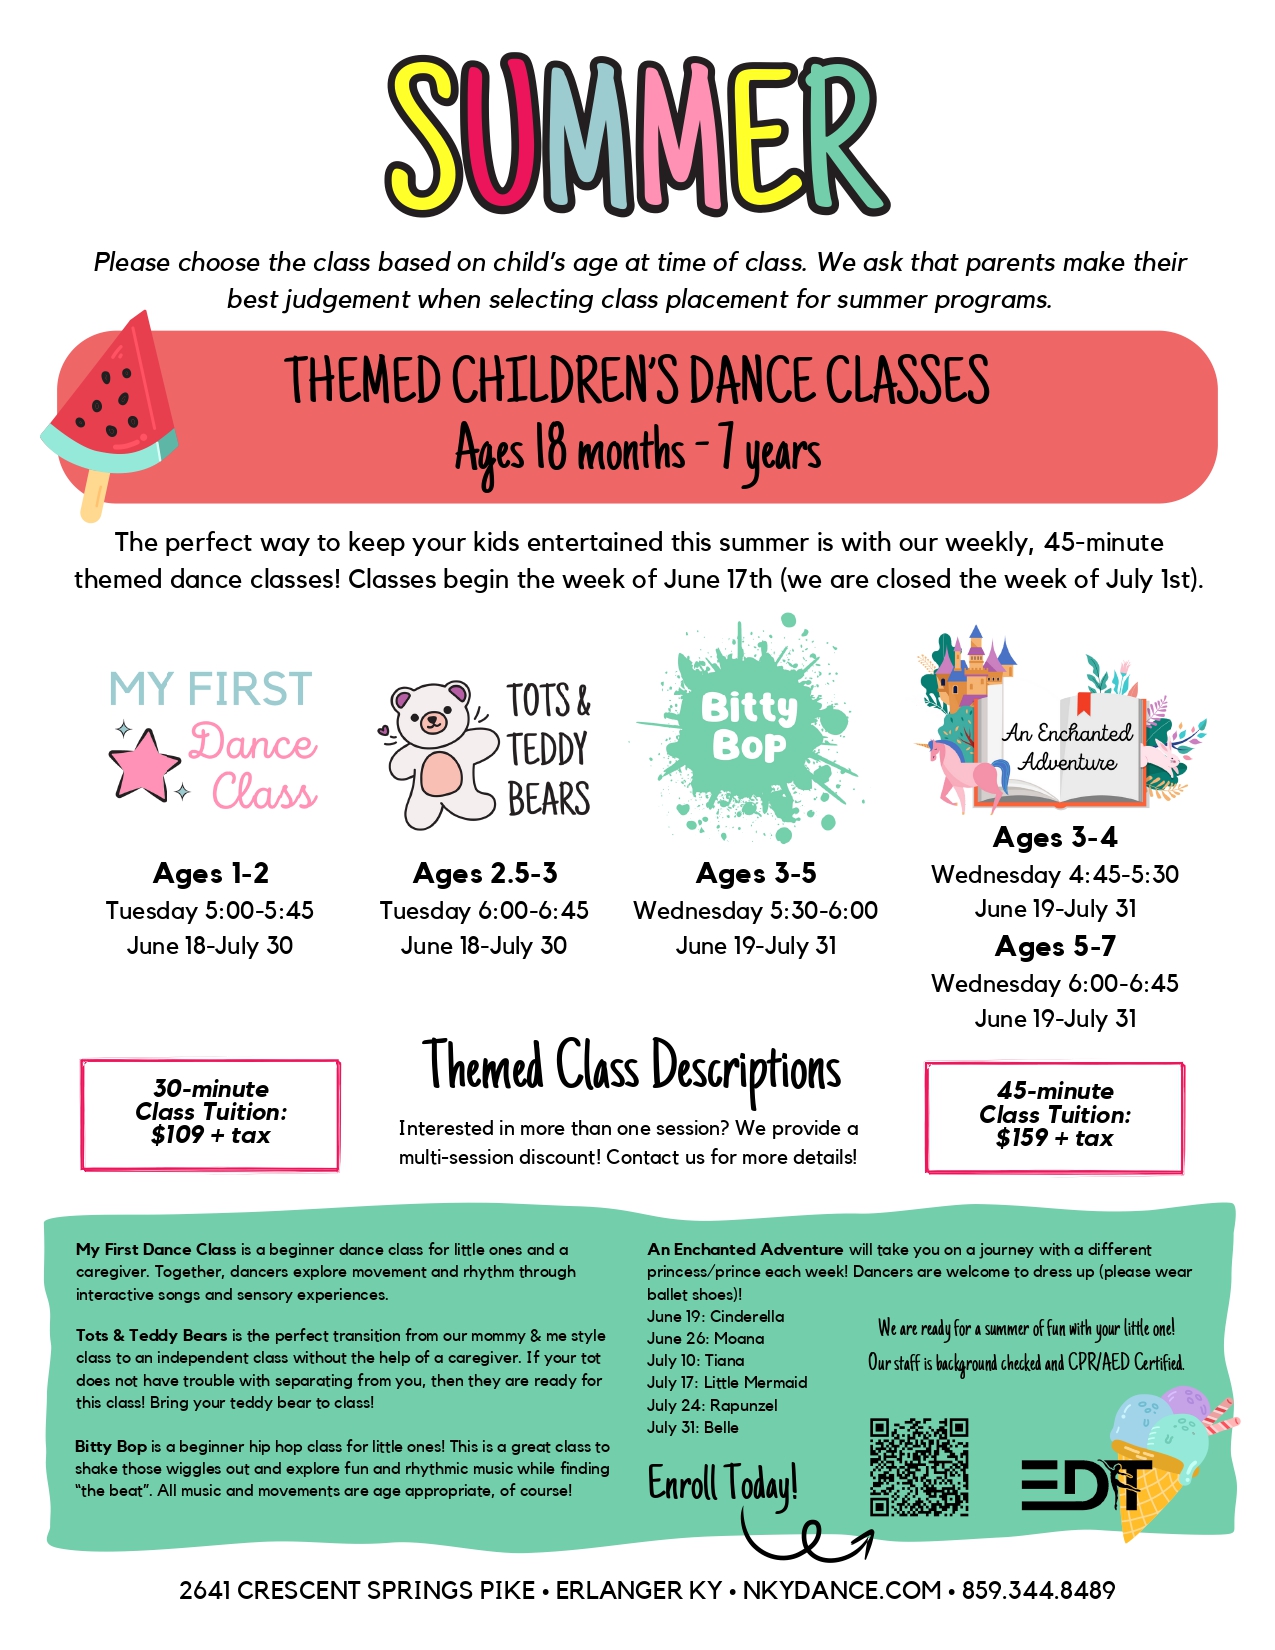 SUMMER
Please choose the class based on child's age at time of class. We ask that parents make their
best judgement when selecting class placement for summer programs.
THEMED CHILDREN'S DANCE CLASSES
Ages 18 months - 7 years
The perfect way to keep your kids entertained this summer is with our weekly, 45-minute
themed dance classes! Classes begin the week of June 17th (we are closed the week of July 1st).
MY FIRST
Dance
Class
Ages 1-2
Tuesday 5:00-5:45
June 18-July 30
TOTS &
TEDDY
BEARS
Ages 2.5-3
Tuesday 6:00-6:45
June 18-July 30
Bitty
Bop
Ages 3-5
Wednesday 5:30-6:00
June 19-July 31
An Enchanted
Adventure
Ages 3-4
Wednesday 4:45-5:30
June 19-July 31
Ages 5-7
Wednesday 6:00-6:45
June 19-July 31
30-minute
Class Tuition:
$109 + tax
Themed Class Descriptions
Interested in more than one session? We provide a
multi-session discount! Contact us for more details!
45-minute
Class Tuition:
$159 + tax
My First Dance Class is a beginner dance class for little ones and a
caregiver. Together, dancers explore movement and rhythm through
interactive songs and sensory experiences.
Tots & Teddy Bears is the perfect transition from our mommy & me style
class to an independent class without the help of a caregiver. If your tot
does not have trouble with separating from you, then they are ready for
this class! Bring your teddy bear to class!
Bitty Bop is a beginner hip hop class for little ones! This is a great class to
shake those wiggles out and explore fun and rhythmic music while finding
"the beat". All music and movements are age appropriate, of course!
An Enchanted Adventure will take you on a journey with a different
princess/prince each week! Dancers are welcome to dress up (please wear
ballet shoes)!
June 19: Cinderella
June 26: Moana
July 10: Tiana
July 17: Little Mermaid
July 24: Rapunzel
July 31: Belle
We are ready for a summer of fun with your little one!
Our staff is background checked and CPR/AED Certified.
Enroll Today!
EDT
2641 CRESCENT SPRINGS PIKE • ERLANGER KY • NKYDANCE.COM • 859.344.8489